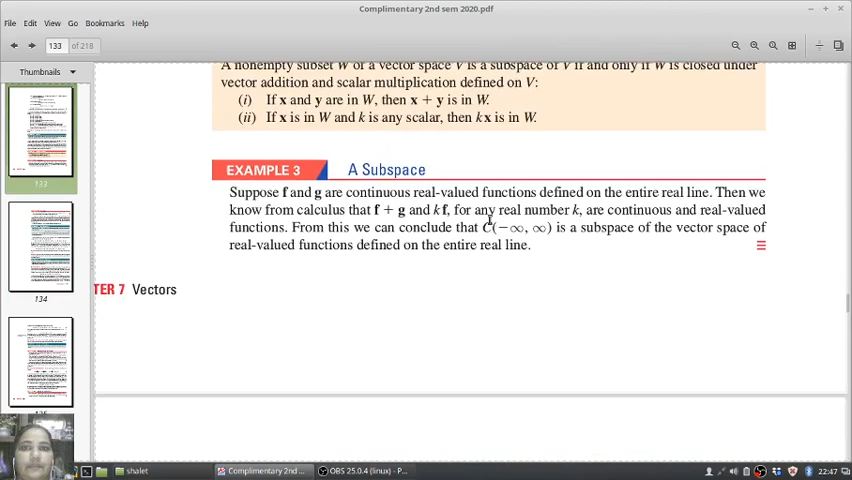 Complimentary 2nd sem 2020.pdf
File Edit View Go Bookmarks Help
133 of 218
Thumbnails
133
134
A nonempty subset W of a vector space V is a subspace of V if and only if W is closed under
vector addition and scalar multiplication defined on V:
(i) If x and y are in W, then x + y is in W.
(ii) If x is in W and k is any scalar, then kx is in W.
EXAMPLE 3 A Subspace
Suppose f and g are continuous real-valued functions defined on the entire real line. Then we
know from calculus that f + g and kf, for any real number k, are continuous and real-valued
functions. From this we can conclude that C(−∞, ∞) is a subspace of the vector space of
real-valued functions defined on the entire real line.
TER 7 Vectors
shalet
Complimentary 2nd ...
OBS 25.0.4 (linux) - P...
22:47